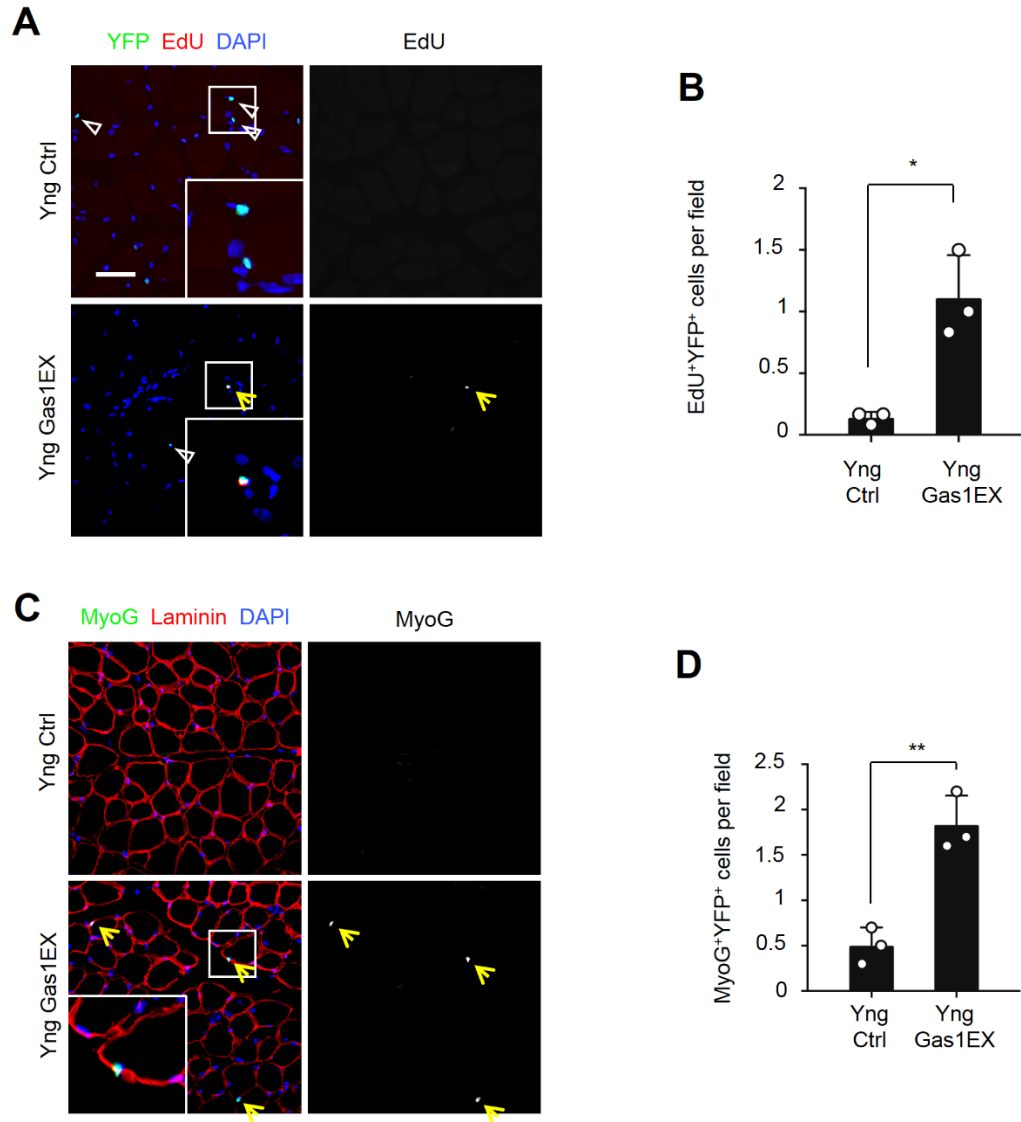 A
YFP EdU DAPI
EdU
Yng Ctrl
Yng Gas1EX
B
EdU⁺YFP⁺ cells per field
*
2
1.5
1
0.5
0
Yng
Ctrl
Yng
Gas1EX
C
MyoG Laminin DAPI
MyoG
Yng Ctrl
Yng Gas1EX
D
MyoG⁺YFP⁺ cells per field
**
2.5
2
1.5
1
0.5
0
Yng
Ctrl
Yng
Gas1EX